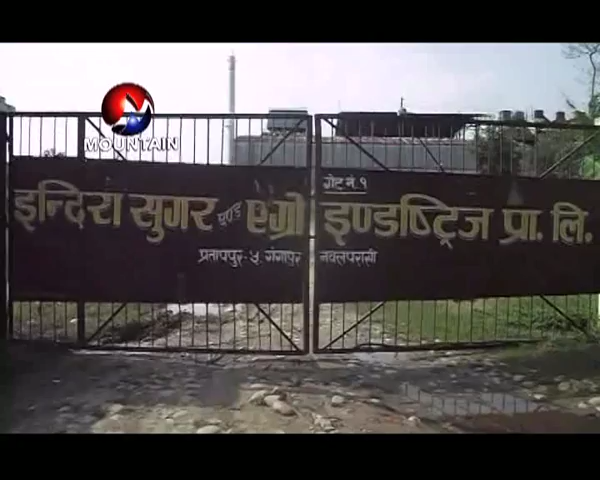 MOUNTAIN
गेट नं. १
इन्दिरा सुगर एण्ड एग्रो इण्डष्ट्रिज प्रा. लि.
प्रतापपुर-५ गंगापुर नवलपरासी